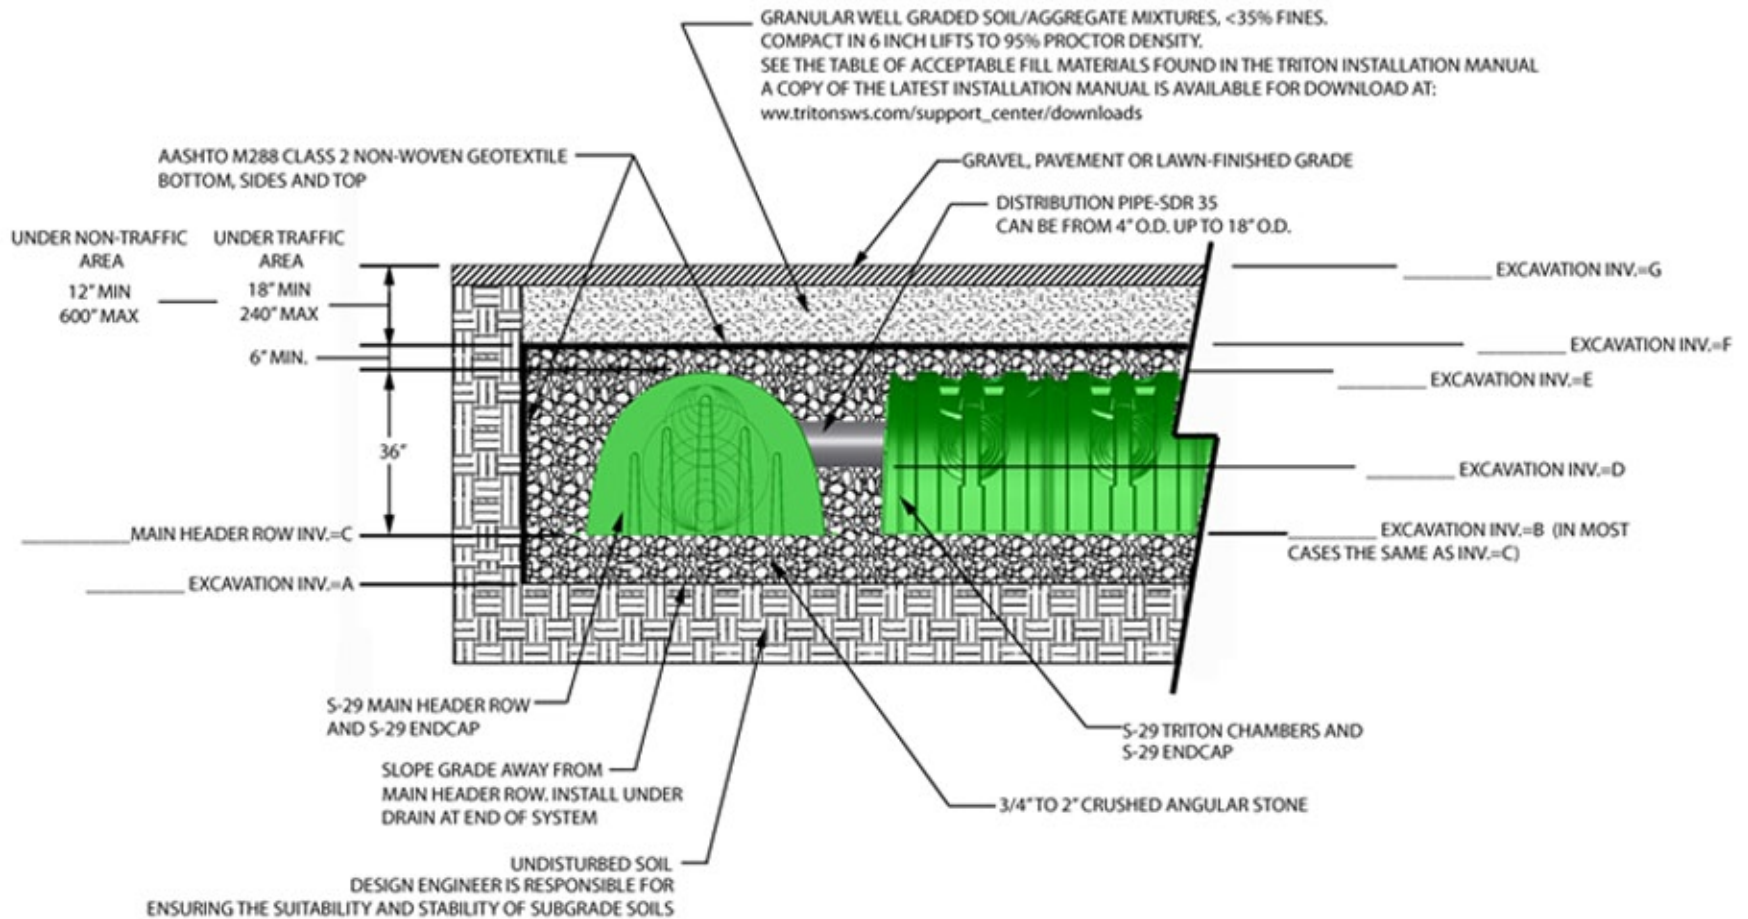 GRANULAR WELL GRADED SOIL/AGGREGATE MIXTURES, <35% FINES.
COMPACT IN 6 INCH LIFTS TO 95% PROCTOR DENSITY.
SEE THE TABLE OF ACCEPTABLE FILL MATERIALS FOUND IN THE TRITON INSTALLATION MANUAL
A COPY OF THE LATEST INSTALLATION MANUAL IS AVAILABLE FOR DOWNLOAD AT:
ww.tritonsws.com/support_center/downloads
AASHTO M288 CLASS 2 NON-WOVEN GEOTEXTILE
BOTTOM, SIDES AND TOP
GRAVEL, PAVEMENT OR LAWN-FINISHED GRADE
DISTRIBUTION PIPE-SDR 35
CAN BE FROM 4" O.D. UP TO 18" O.D.
UNDER NON-TRAFFIC
AREA
12" MIN
600" MAX
UNDER TRAFFIC
AREA
18" MIN
240" MAX
6" MIN.
36"
________ EXCAVATION INV.=G
________ EXCAVATION INV.=F
________ EXCAVATION INV.=E
________ EXCAVATION INV.=D
________ EXCAVATION INV.=B (IN MOST
CASES THE SAME AS INV.=C)
__________MAIN HEADER ROW INV.=C
_________ EXCAVATION INV.=A
S-29 MAIN HEADER ROW
AND S-29 ENDCAP
S-29 TRITON CHAMBERS AND
S-29 ENDCAP
SLOPE GRADE AWAY FROM
MAIN HEADER ROW. INSTALL UNDER
DRAIN AT END OF SYSTEM
3/4" TO 2" CRUSHED ANGULAR STONE
UNDISTURBED SOIL
DESIGN ENGINEER IS RESPONSIBLE FOR
ENSURING THE SUITABILITY AND STABILITY OF SUBGRADE SOILS